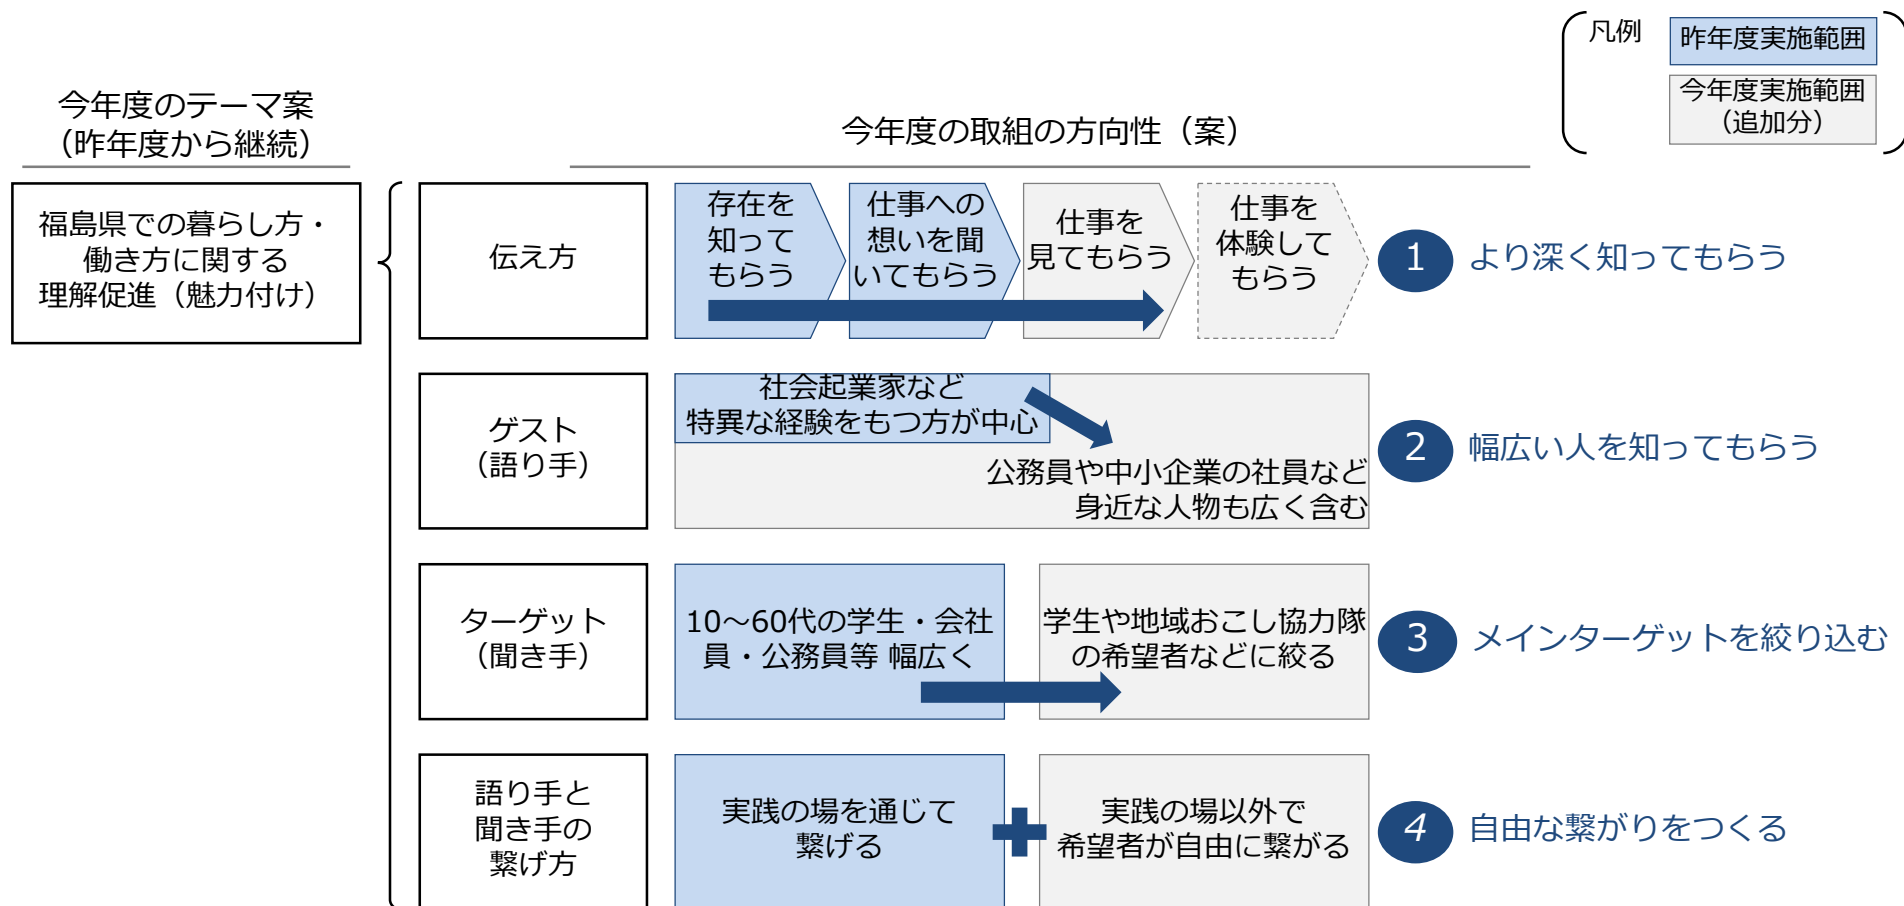 凡例
昨年度実施範囲
今年度実施範囲
（追加分）
今年度のテーマ案
（昨年度から継続）
今年度の取組の方向性（案）
福島県での暮らし方・
働き方に関する
理解促進（魅力付け）
伝え方
存在を
知って
もらう
仕事への
想いを聞
いてもらう
仕事を
見てもらう
仕事を
体験して
もらう
1
より深く知ってもらう
ゲスト
（語り手）
社会起業家など
特異な経験をもつ方が中心
公務員や中小企業の社員など
身近な人物も広く含む
2
幅広い人を知ってもらう
ターゲット
（聞き手）
10～60代の学生・会社
員・公務員等 幅広く
学生や地域おこし協力隊
の希望者などに絞る
3
メインターゲットを絞り込む
語り手と
聞き手の
繋げ方
実践の場を通じて
繋げる
実践の場以外で
希望者が自由に繋がる
4
自由な繋がりをつくる